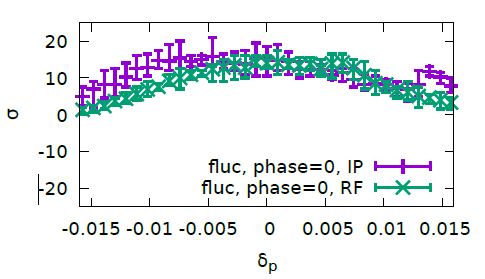 20
10
0
-10
-20
σ
fluc, phase=0, IP
fluc, phase=0, RF
-0.015 -0.01 -0.005 0 0.005 0.01 0.015
δp